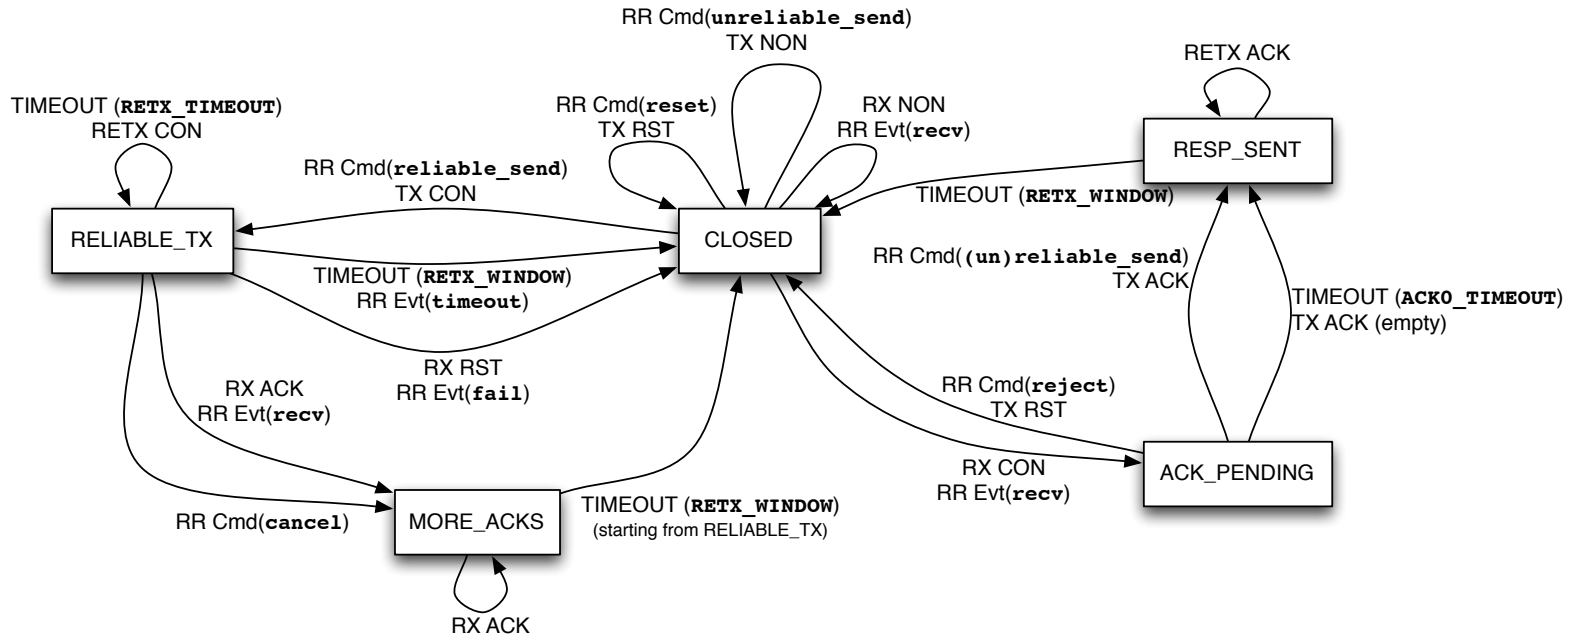 RR Cmd(unreliable_send)
TX NON
RETX ACK
TIMEOUT (RETX_TIMEOUT)
RETX CON
RR Cmd(reset)
TX RST
RX NON
RR Evt(recv)
RESP_SENT
RR Cmd(reliable_send)
TX CON
TIMEOUT (RETX_WINDOW)
RELIABLE_TX
CLOSED
RR Cmd((un)reliable_send)
TX ACK
TIMEOUT (RETX_WINDOW)
RR Evt(timeout)
TIMEOUT (ACKO_TIMEOUT)
TX ACK (empty)
RX RST
RR Evt(fail)
RX ACK
RR Evt(recv)
RR Cmd(reject)
TX RST
RX CON
RR Evt(recv)
ACK_PENDING
RR Cmd(cancel)
MORE_ACKS
TIMEOUT (RETX_WINDOW)
(starting from RELIABLE_TX)
RX ACK